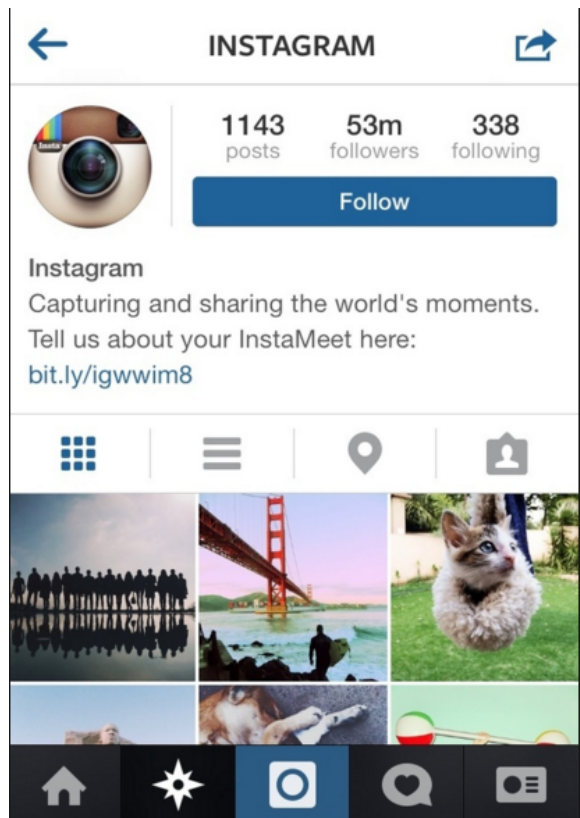 INSTAGRAM
Insta
1143 53m 338
posts followers following
Follow
Instagram
Capturing and sharing the world's moments.
Tell us about your InstaMeet here:
bit.ly/igwwim8